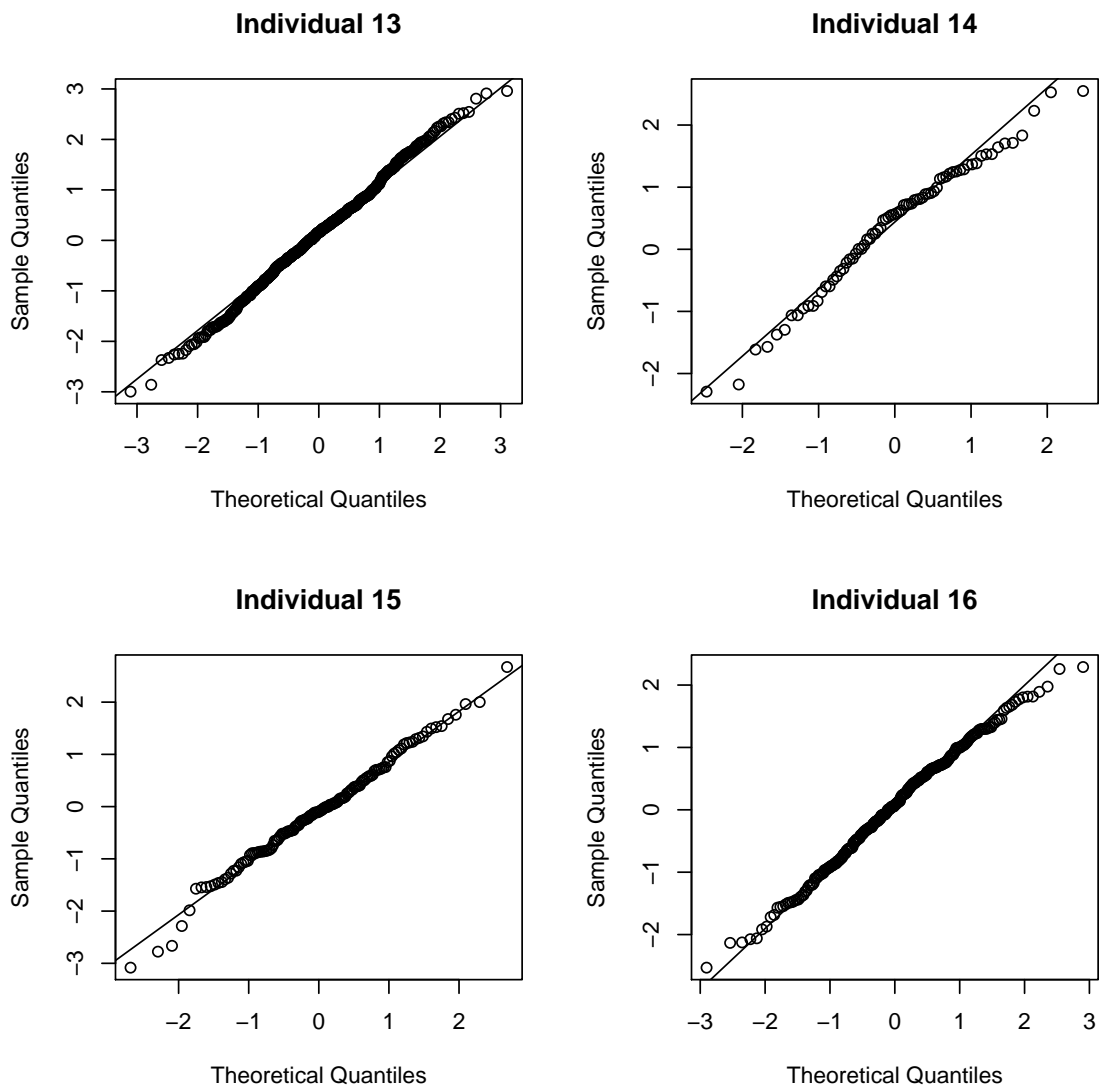 Individual 13
3
2
1
0
−1
−2
−3
Sample Quantiles
−3 −2 −1 0 1 2 3
Theoretical Quantiles
Individual 14
2
1
0
−1
−2
Sample Quantiles
−2 −1 0 1 2
Theoretical Quantiles
Individual 15
2
1
0
−1
−2
−3
Sample Quantiles
−2 −1 0 1 2
Theoretical Quantiles
Individual 16
2
1
0
−1
−2
Sample Quantiles
−3 −2 −1 0 1 2 3
Theoretical Quantiles